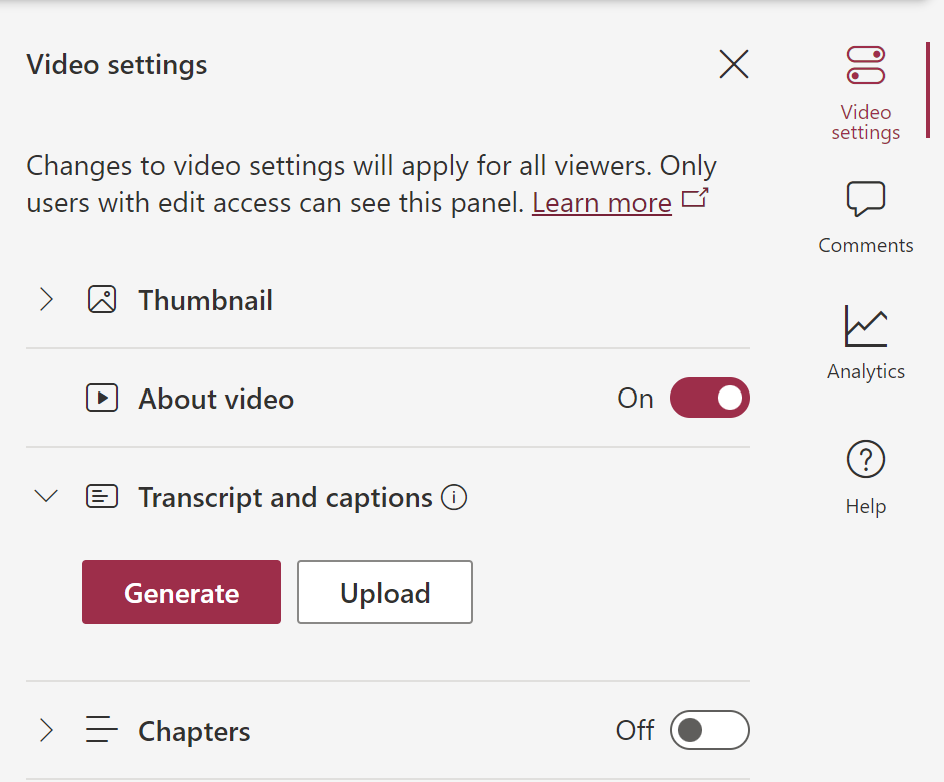 Video settings
Changes to video settings will apply for all viewers. Only
users with edit access can see this panel. Learn more
Thumbnail
About video On
Transcript and captions
Generate Upload
Chapters Off
Video
settings
Comments
Analytics
Help